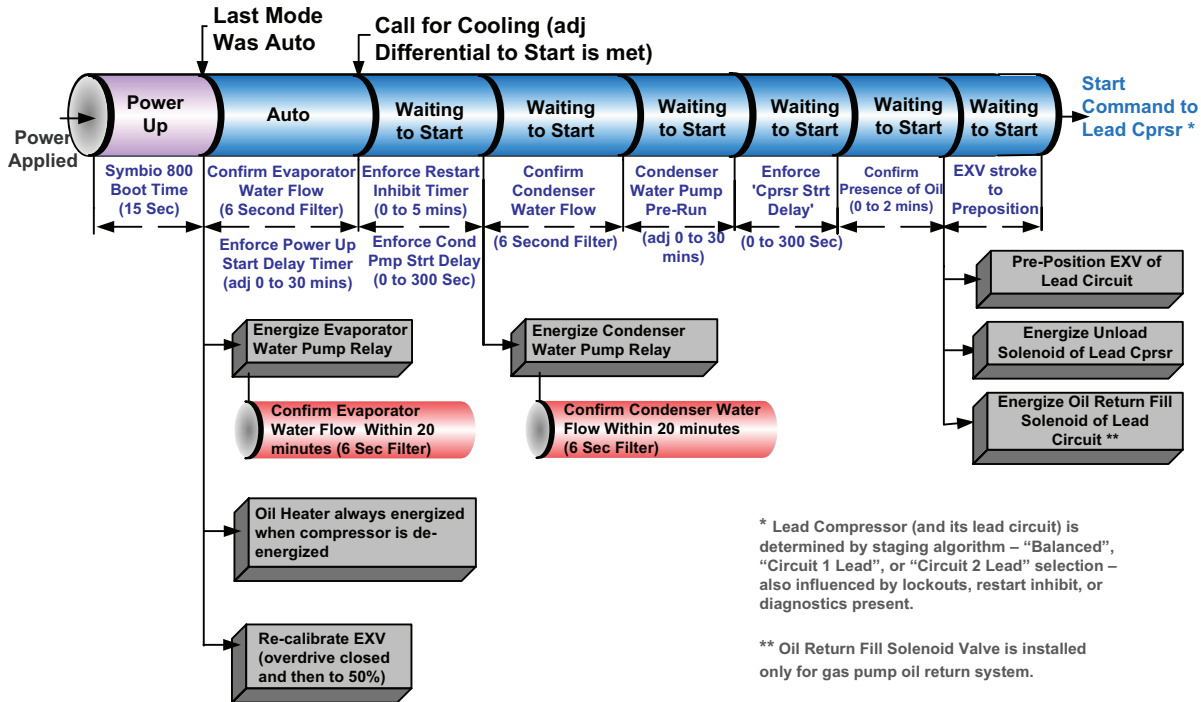 Last Mode
Was Auto
Call for Cooling (adj
Differential to Start is met)
Power Applied
Power
Up
Auto
Waiting
to Start
Waiting
to Start
Waiting
to Start
Waiting
to Start
Waiting
to Start
Waiting
to Start
Start
Command to
Lead Cprsr *
Symbio 800
Boot Time
(15 Sec)
Confirm Evaporator
Water Flow
(6 Second Filter)
Enforce Power Up
Start Delay Timer
(adj 0 to 30 mins)
Enforce Restart
Inhibit Timer
(0 to 5 mins)
Enforce Cond
Pmp Strt Delay
(0 to 300 Sec)
Confirm
Condenser
Water Flow
(6 Second Filter)
Condenser
Water Pump
Pre-Run
(adj 0 to 30
mins)
Enforce
'Cprsr Strt
Delay'
(0 to 300 Sec)
Confirm
Presence of Oil
(0 to 2 mins)
EXV stroke
to
Preposition
Energize Evaporator
Water Pump Relay
Confirm Evaporator
Water Flow Within 20
minutes (6 Sec Filter)
Oil Heater always energized
when compressor is de-
energized
Re-calibrate EXV
(overdrive closed
and then to 50%)
Energize Condenser
Water Pump Relay
Confirm Condenser Water
Flow Within 20 minutes
(6 Sec Filter)
Pre-Position EXV of
Lead Circuit
Energize Unload
Solenoid of Lead Cprsr
Energize Oil Return Fill
Solenoid of Lead
Circuit **
* Lead Compressor (and its lead circuit) is
determined by staging algorithm – “Balanced”,
“Circuit 1 Lead”, or “Circuit 2 Lead” selection –
also influenced by lockouts, restart inhibit, or
diagnostics present.
** Oil Return Fill Solenoid Valve is installed
only for gas pump oil return system.